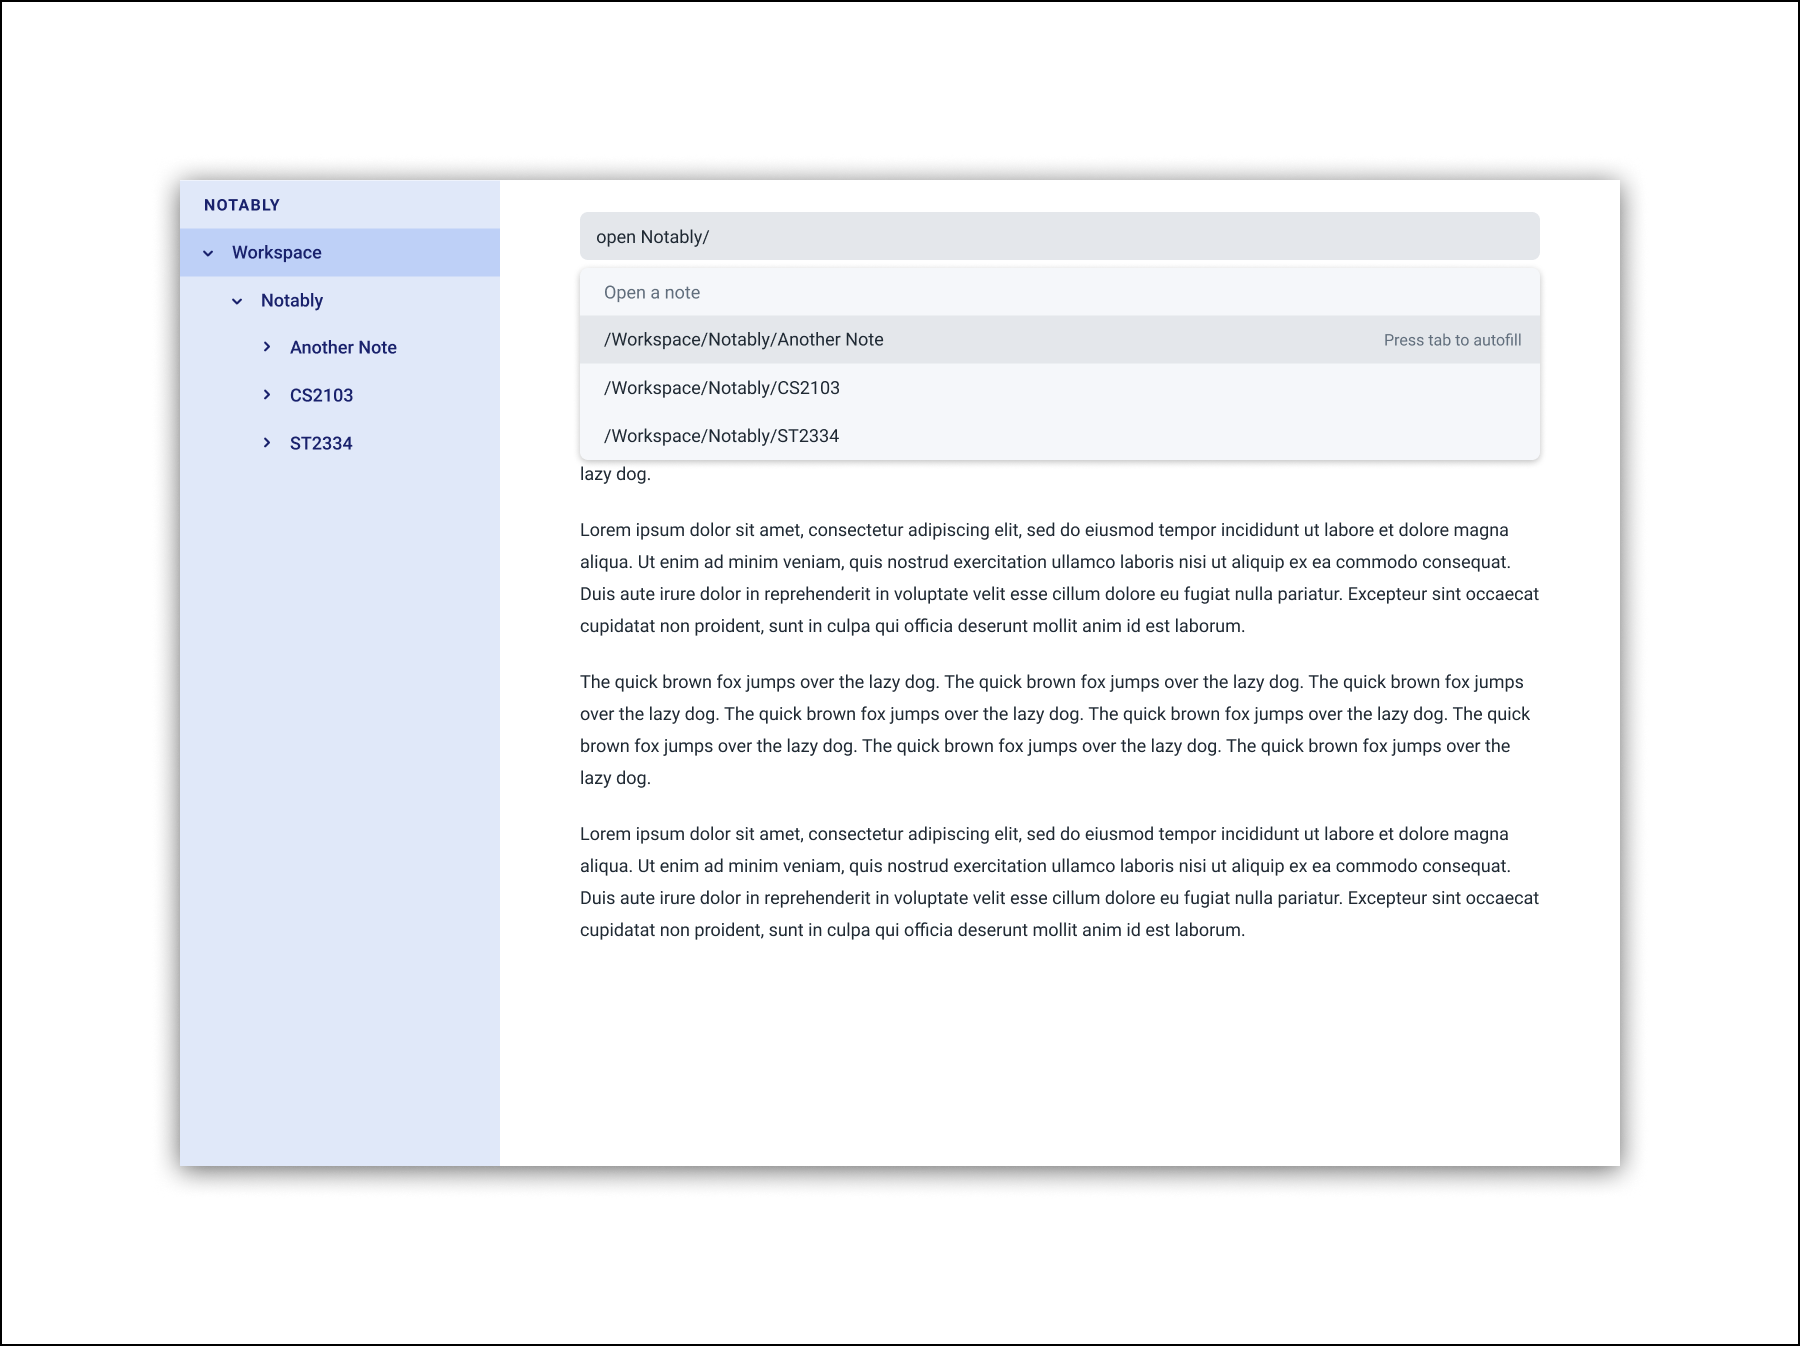 NOTABLY
Workspace
Notably
Another Note
CS2103
ST2334
open Notably/
Open a note
/Workspace/Notably/Another Note
Press tab to autofill
/Workspace/Notably/CS2103
/Workspace/Notably/ST2334
lazy dog.
Lorem ipsum dolor sit amet, consectetur adipiscing elit, sed do eiusmod tempor incididunt ut labore et dolore magna
aliqua. Ut enim ad minim veniam, quis nostrud exercitation ullamco laboris nisi ut aliquip ex ea commodo consequat.
Duis aute irure dolor in reprehenderit in voluptate velit esse cillum dolore eu fugiat nulla pariatur. Excepteur sint occaecat
cupidatat non proident, sunt in culpa qui officia deserunt mollit anim id est laborum.
The quick brown fox jumps over the lazy dog. The quick brown fox jumps over the lazy dog. The quick brown fox jumps
over the lazy dog. The quick brown fox jumps over the lazy dog. The quick brown fox jumps over the lazy dog. The quick
brown fox jumps over the lazy dog. The quick brown fox jumps over the lazy dog. The quick brown fox jumps over the
lazy dog.
Lorem ipsum dolor sit amet, consectetur adipiscing elit, sed do eiusmod tempor incididunt ut labore et dolore magna
aliqua. Ut enim ad minim veniam, quis nostrud exercitation ullamco laboris nisi ut aliquip ex ea commodo consequat.
Duis aute irure dolor in reprehenderit in voluptate velit esse cillum dolore eu fugiat nulla pariatur. Excepteur sint occaecat
cupidatat non proident, sunt in culpa qui officia deserunt mollit anim id est laborum.